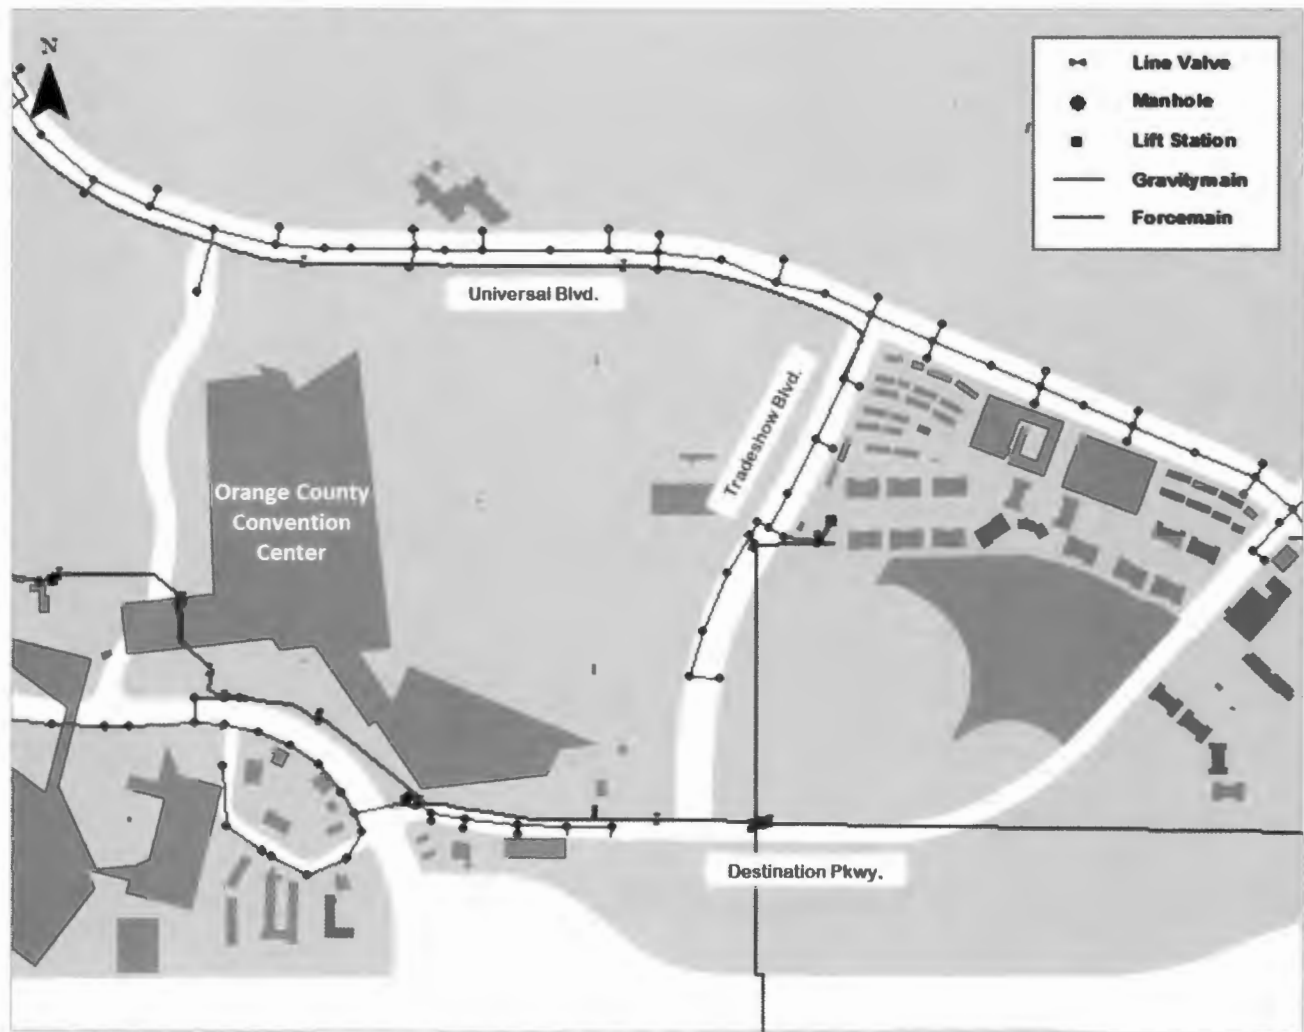 N
Line Valve
Manhole
Lift Station
Gravitymain
Forcemain
Universal Blvd.
Tradeshow Blvd.
Orange County
Convention
Center
Destination Pkwy.